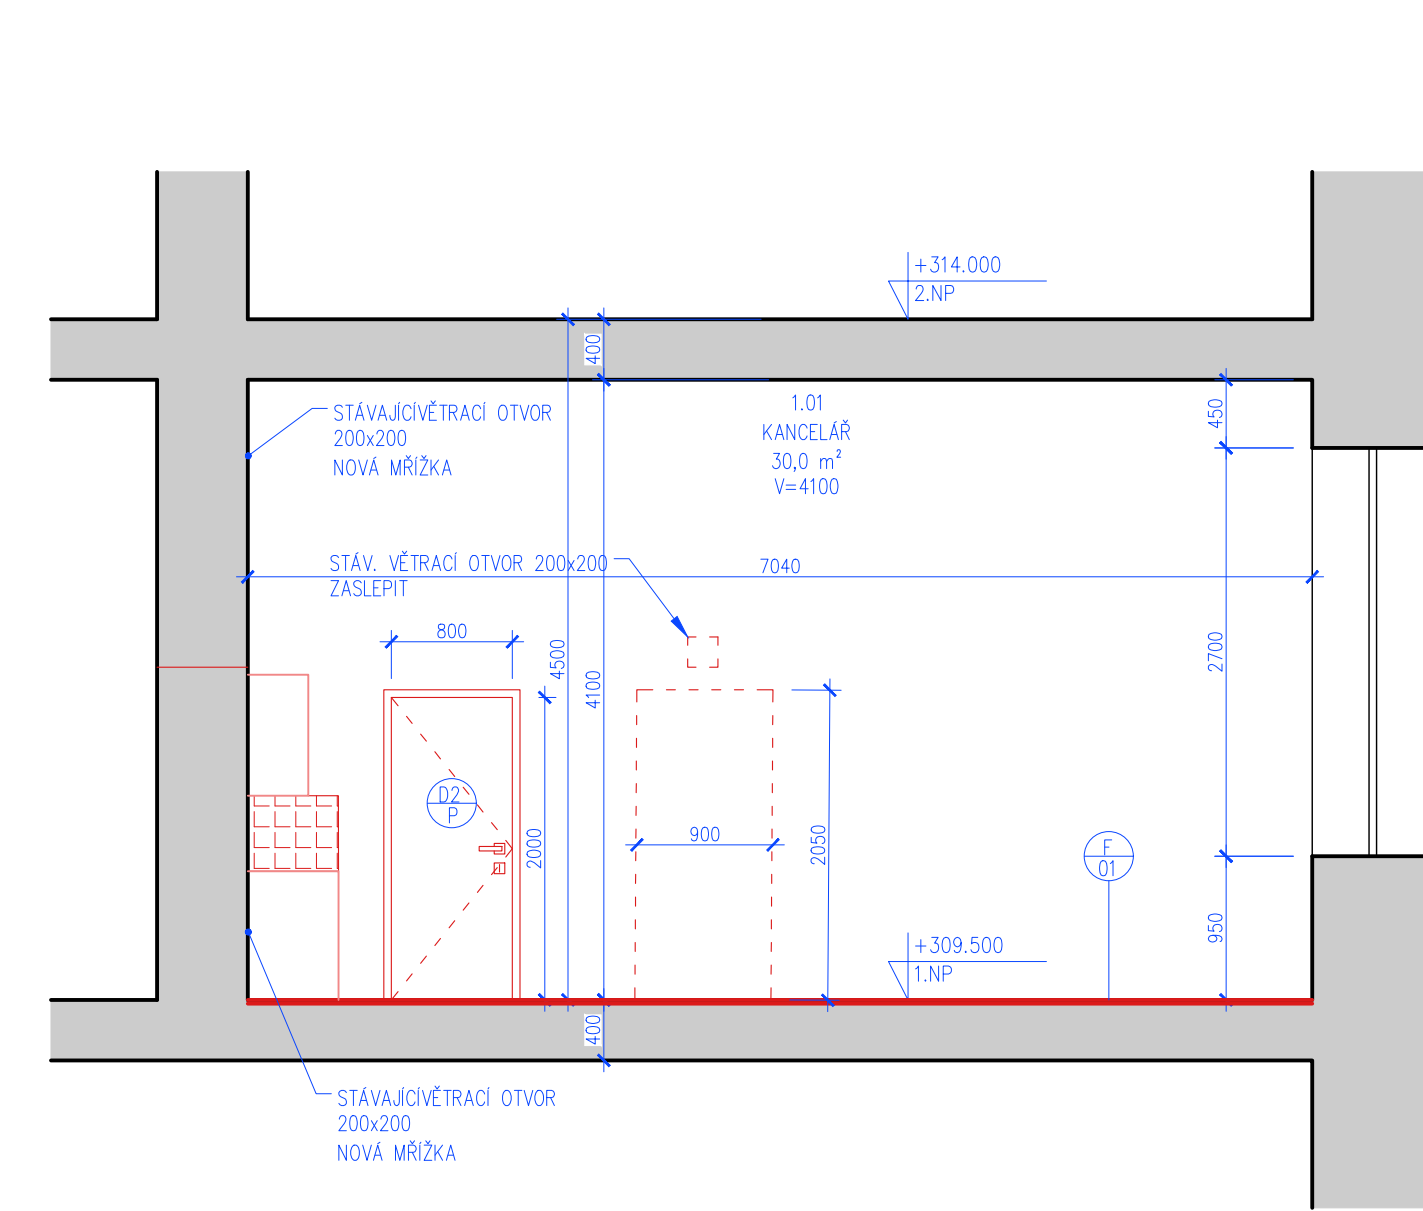 +314.000
2.NP
400
1.01
KANCELÁŘ
30,0 m²
V=4100
450
STÁVAJÍCÍVĚTRACÍ OTVOR
200x200
NOVÁ MŘÍŽKA
STÁV. VĚTRACÍ OTVOR 200x200
ZASLEPIT
7040
800
4500
4100
2700
D2
P
2000
900
2050
F
01
950
+309.500
1.NP
400
STÁVAJÍCÍVĚTRACÍ OTVOR
200x200
NOVÁ MŘÍŽKA